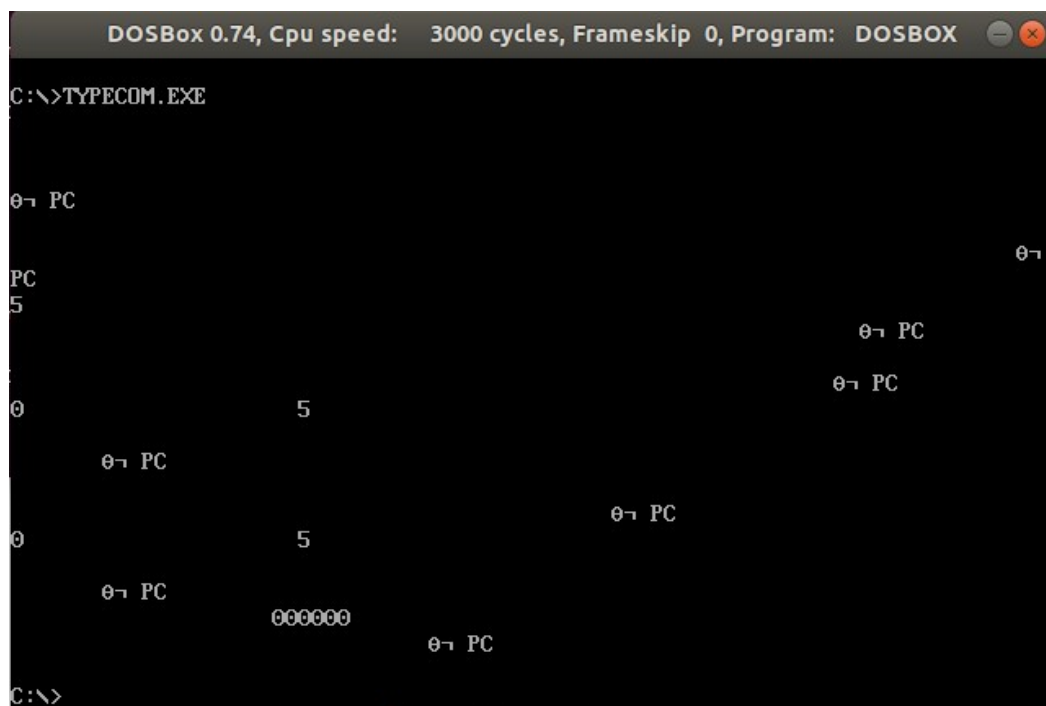 DOSBox 0.74, Cpu speed: 3000 cycles, Frameskip 0, Program: DOSBOX
C:\>TYPECOM.EXE
θ¬ PC
θ¬
PC
5
θ¬ PC
θ¬ PC
0 5
θ¬ PC
θ¬ PC
0 5
θ¬ PC
000000
θ¬ PC
C:\>